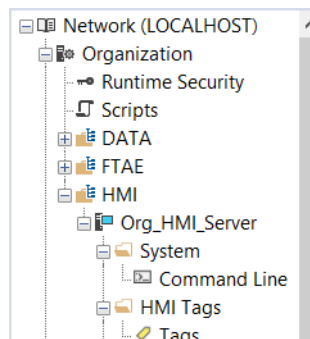 Network (LOCALHOST)
Organization
Runtime Security
Scripts
DATA
FTAE
HMI
Org_HMI_Server
System
Command Line
HMI Tags
Tags